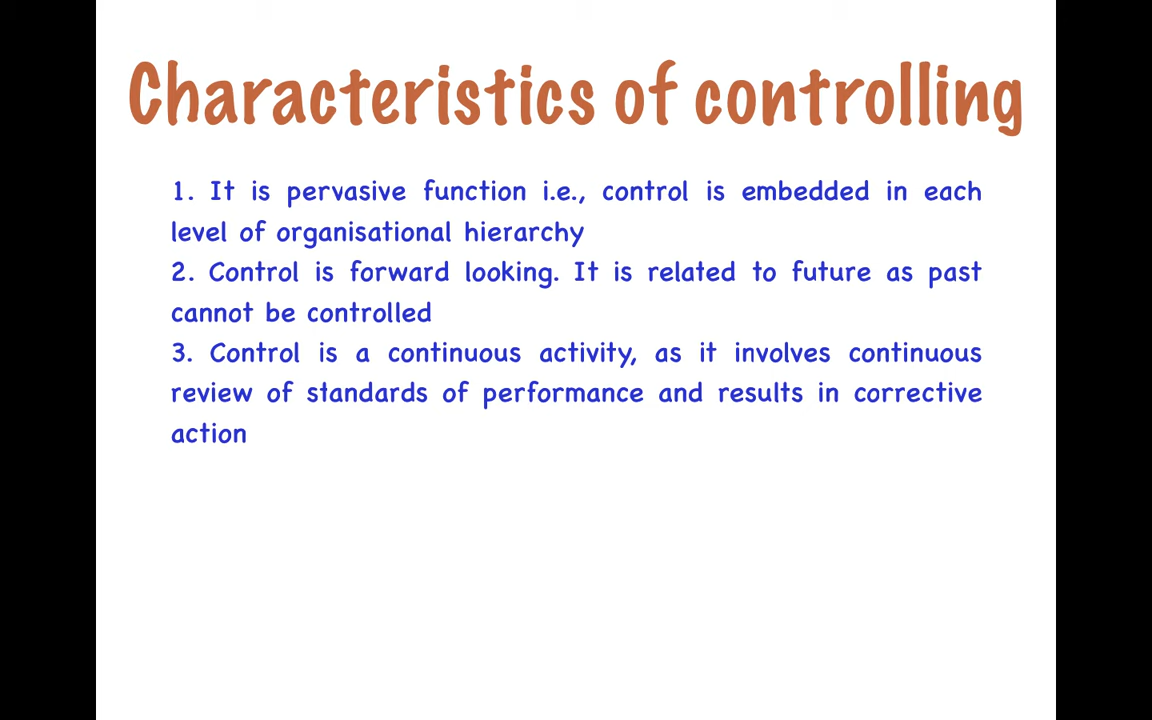 Characteristics of controlling
1. It is pervasive function i.e., control is embedded in each
level of organisational hierarchy
2. Control is forward looking. It is related to future as past
cannot be controlled
3. Control is a continuous activity, as it involves continuous
review of standards of performance and results in corrective
action